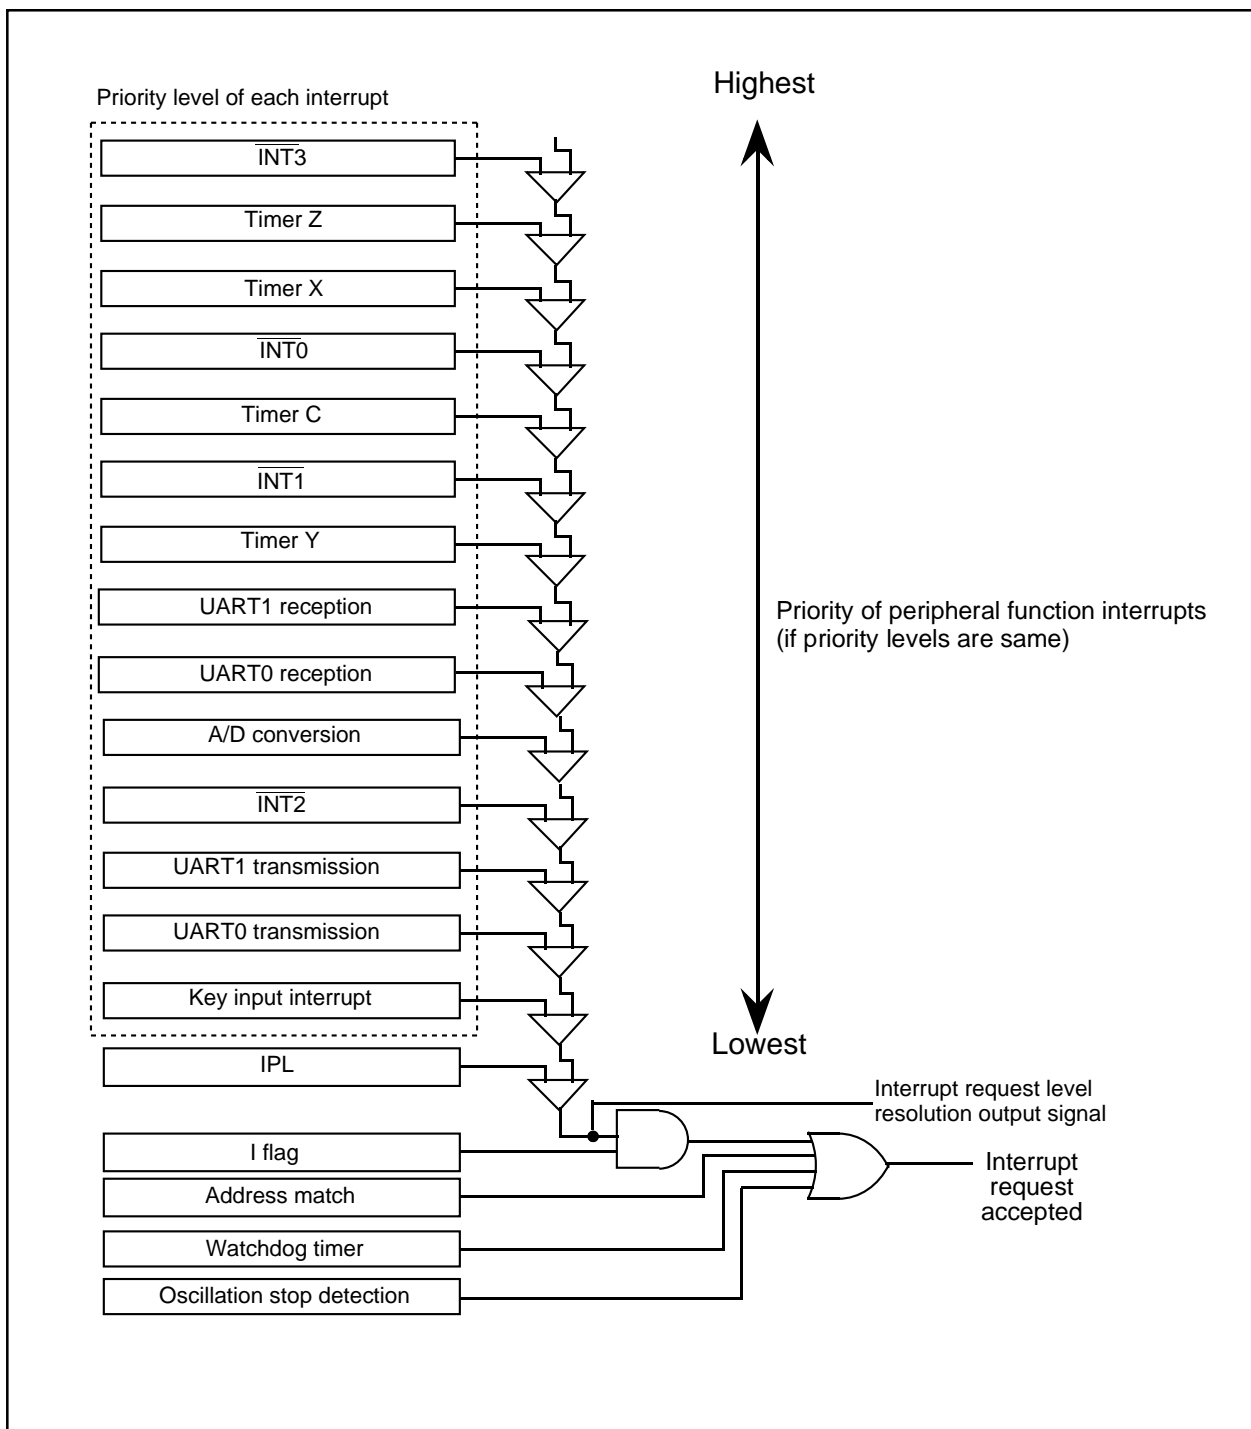 Highest
Priority level of each interrupt
INT3
Timer Z
Timer X
INT0
Timer C
INT1
Timer Y
UART1 reception
Priority of peripheral function interrupts
(if priority levels are same)
UART0 reception
A/D conversion
INT2
UART1 transmission
UART0 transmission
Key input interrupt
Lowest
IPL
Interrupt request level
resolution output signal
I flag
Interrupt
request
accepted
Address match
Watchdog timer
Oscillation stop detection